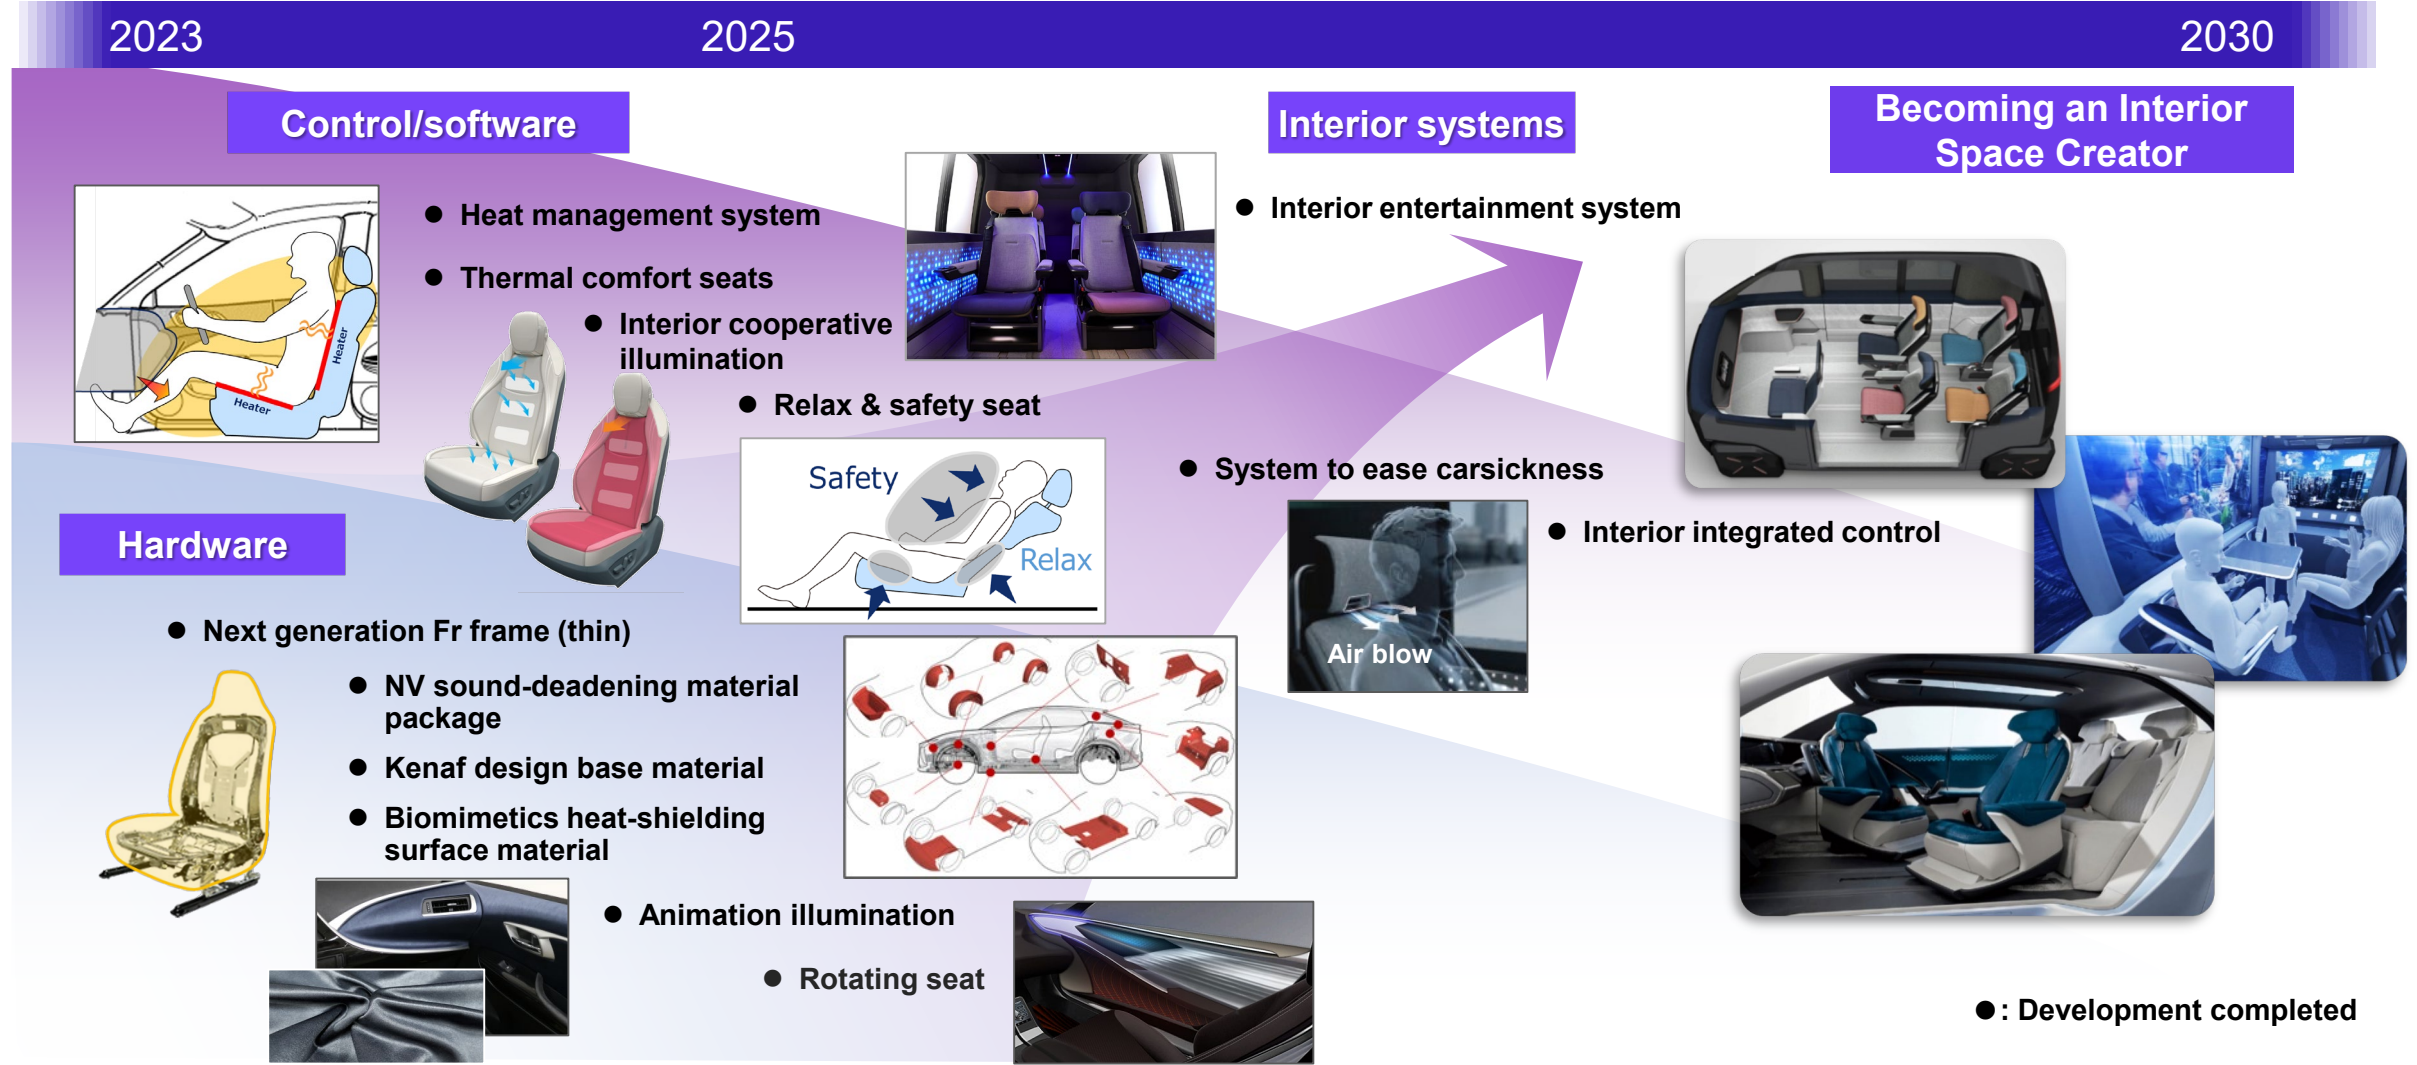 2023
2025
2030
Control/software
Interior systems
Becoming an Interior
Space Creator
● Heat management system
● Thermal comfort seats
● Interior cooperative
illumination
● Relax & safety seat
● Interior entertainment system
Heater
Heater
Safety
Relax
● System to ease carsickness
● Interior integrated control
Air blow
Hardware
● Next generation Fr frame (thin)
● NV sound-deadening material
package
● Kenaf design base material
● Biomimetics heat-shielding
surface material
● Animation illumination
● Rotating seat
●: Development completed